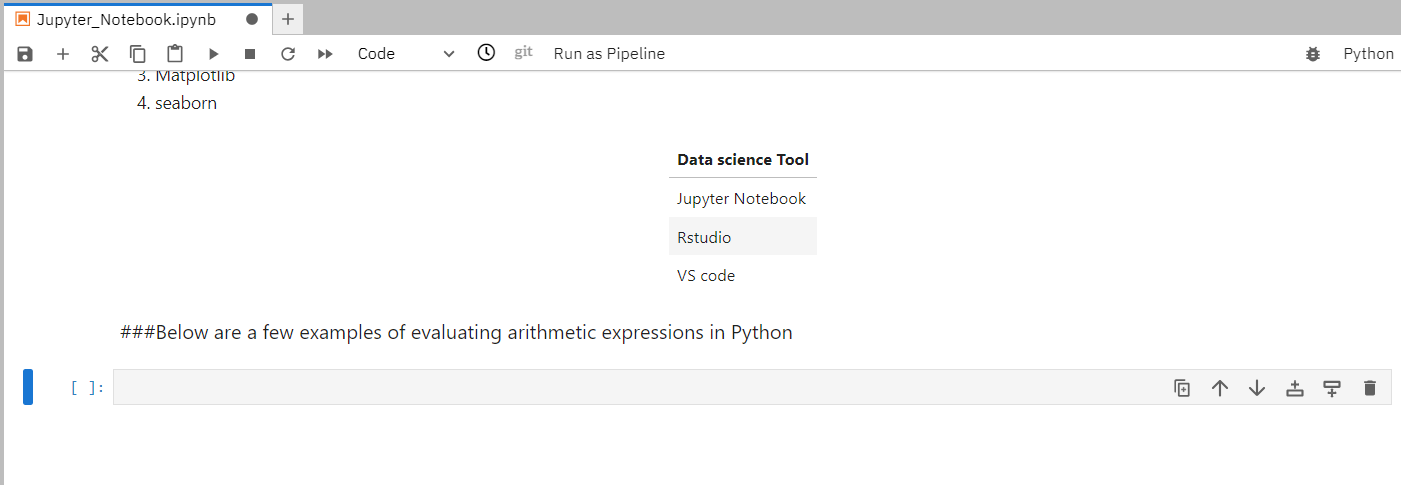 Jupyter_Notebook.ipynb
Code git Run as Pipeline Python
3. Matplotlib
4. seaborn
Data science Tool
Jupyter Notebook
Rstudio
VS code
###Below are a few examples of evaluating arithmetic expressions in Python
[ ]: